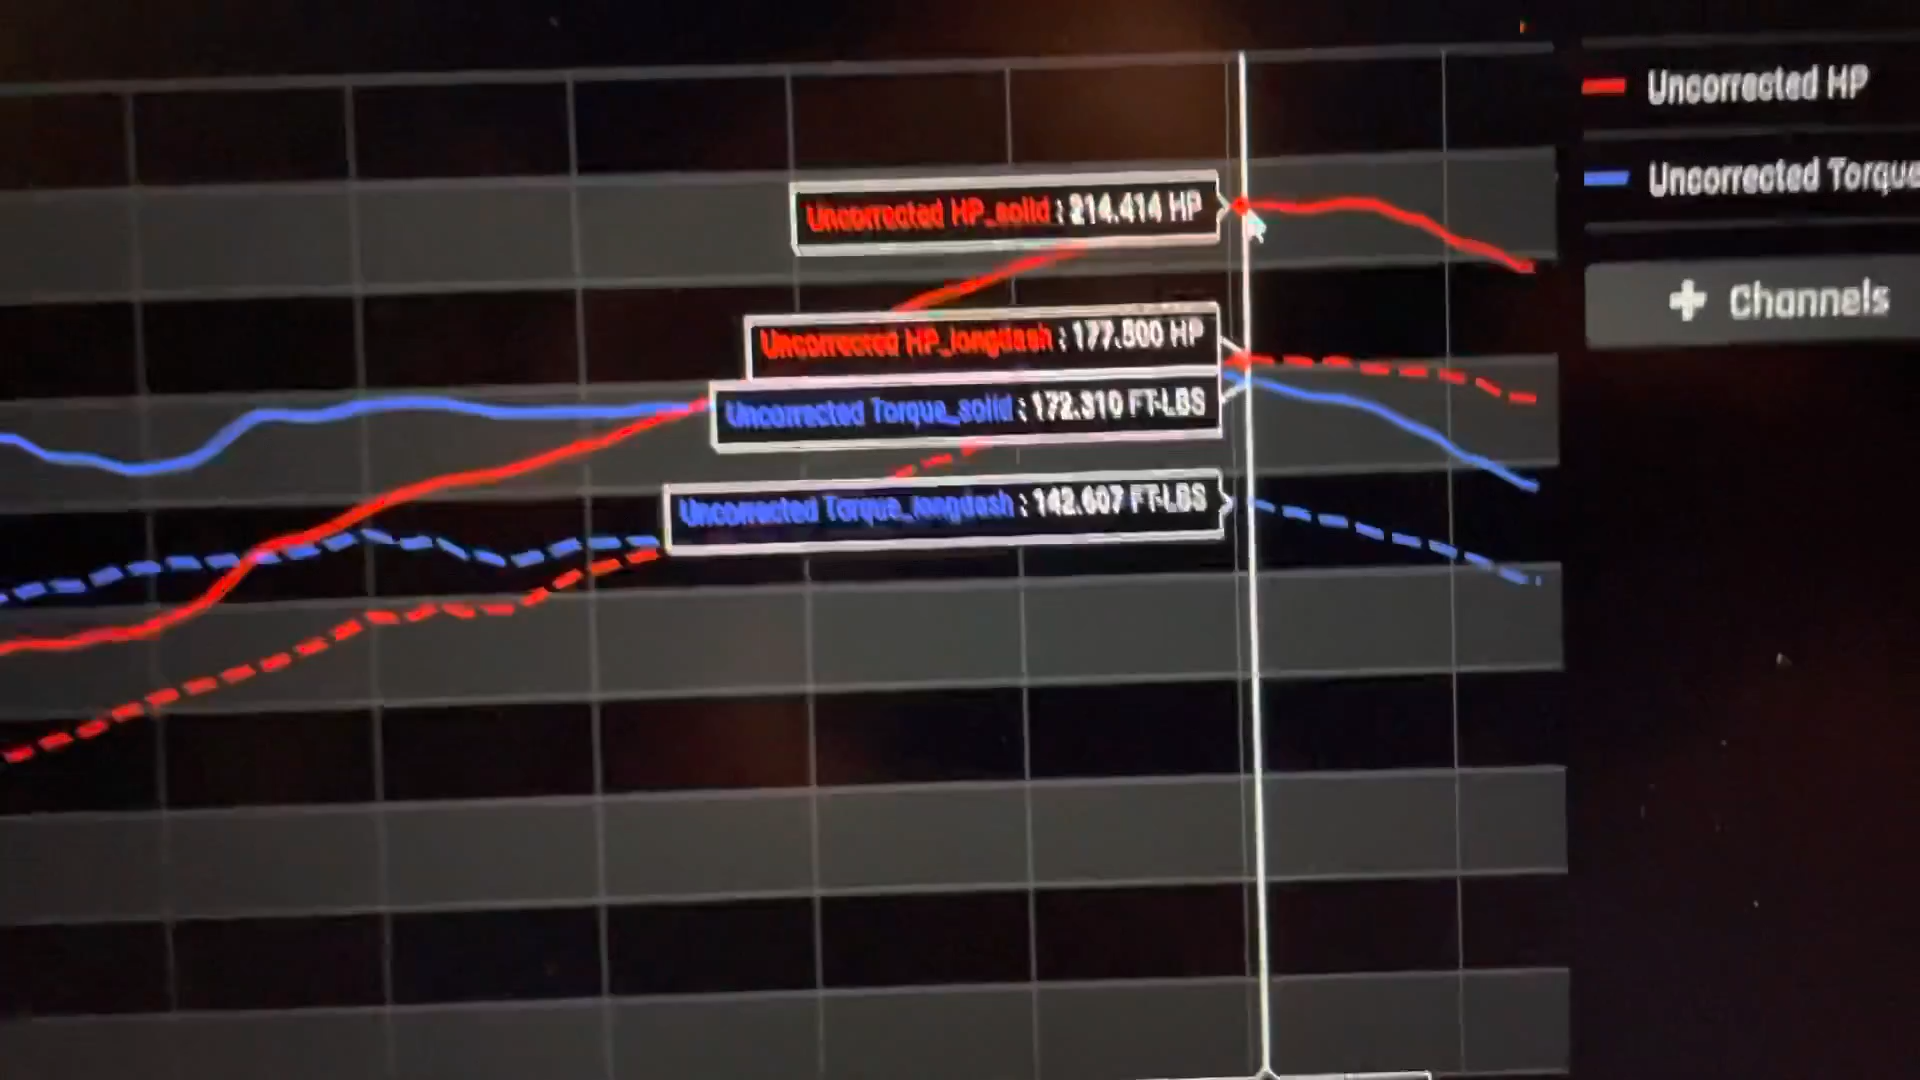 Uncorrected HP
Uncorrected Torque
Channels
Uncorrected HP_solid : 214.414 HP
Uncorrected HP_longdash : 177.500 HP
Uncorrected Torque_solid : 172.310 FT-LBS
Uncorrected Torque_longdash : 142.607 FT-LBS